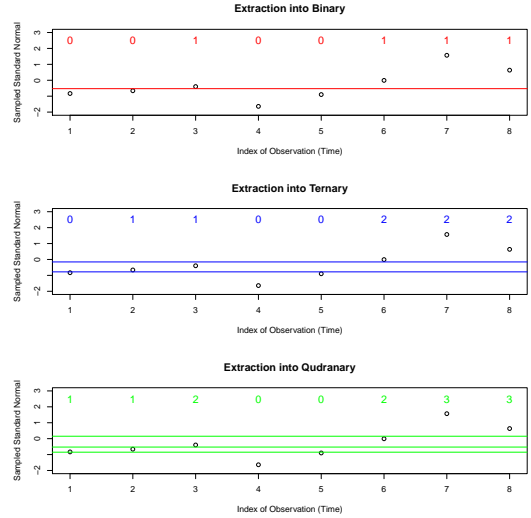 Extraction into Binary
Sampled Standard Normal
3
2
1
0
−2
0 0 1 0 0 1 1 1
1 2 3 4 5 6 7 8
Index of Observation (Time)
Extraction into Ternary
Sampled Standard Normal
3
2
1
0
−2
0 1 1 0 0 2 2 2
1 2 3 4 5 6 7 8
Index of Observation (Time)
Extraction into Qudranary
Sampled Standard Normal
3
2
1
0
−2
1 1 2 0 0 2 3 3
1 2 3 4 5 6 7 8
Index of Observation (Time)